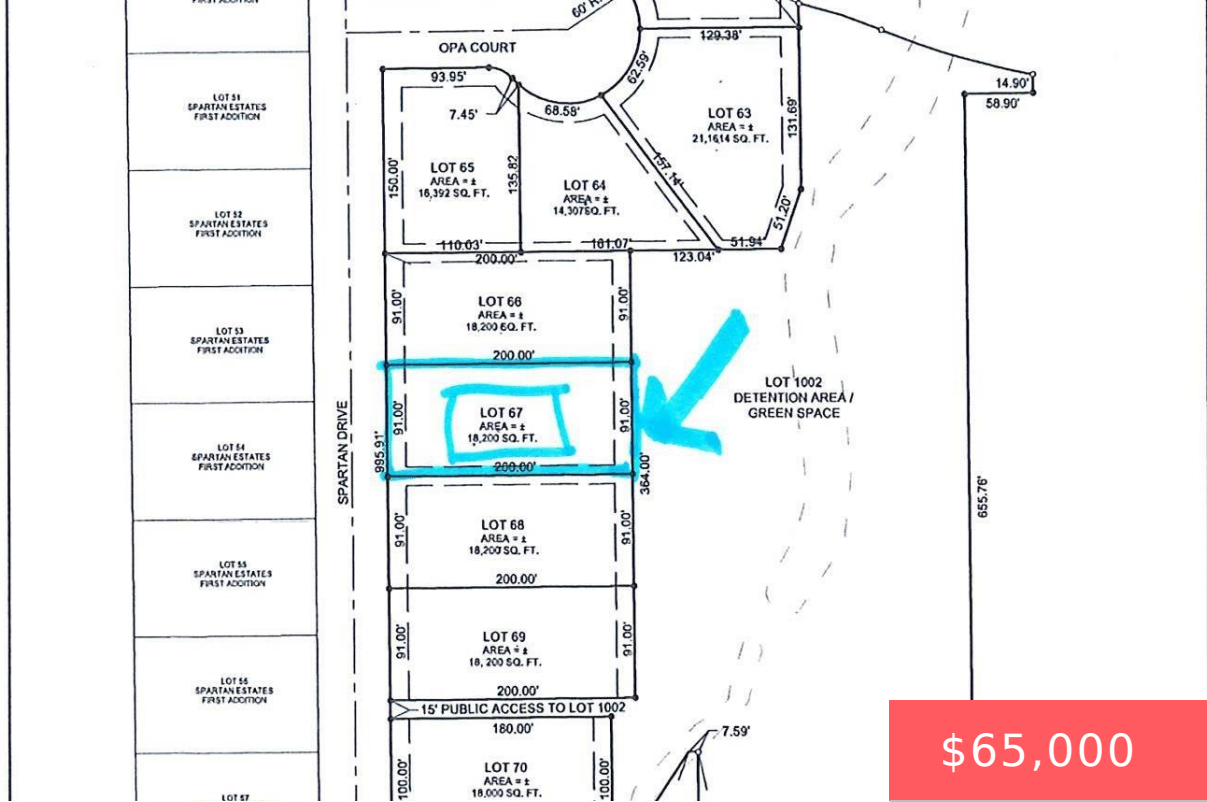 FIRST ADDITION
60' R.
OPA COURT
129.38'
93.95'
62.59'
14.90'
58.90'
LOT 51
SPARTAN ESTATES
FIRST ADDITION
7.45'
68.58'
LOT 63
AREA = ±
21,1614 SQ. FT.
131.69'
150.00'
LOT 65
AREA = ±
16,392 SQ. FT.
135.82
LOT 64
AREA = ±
14,307SQ. FT.
157.14'
51.20'
LOT 52
SPARTAN ESTATES
FIRST ADDITION
110.03'
161.07'
51.94'
200.00'
123.04'
LOT 53
SPARTAN ESTATES
FIRST ADDITION
91.00'
LOT 66
AREA = ±
18,200 SQ. FT.
91.00'
200.00'
SPARTAN DRIVE
995.91'
91.00'
LOT 67
AREA = ±
18,200 SQ. FT.
91.00'
200.00'
364.00'
LOT 1002
DETENTION AREA /
GREEN SPACE
LOT 54
SPARTAN ESTATES
FIRST ADDITION
655.76'
91.00'
LOT 68
AREA = ±
18,200 SQ. FT.
91.00'
200.00'
LOT 55
SPARTAN ESTATES
FIRST ADDITION
91.00'
LOT 69
AREA = ±
18, 200 SQ. FT.
91.00'
200.00'
LOT 56
SPARTAN ESTATES
FIRST ADDITION
15' PUBLIC ACCESS TO LOT 1002
180.00'
7.59'
100.00'
LOT 70
AREA = ±
18,000 SQ. FT.
100.00'
LOT 57
$65,000